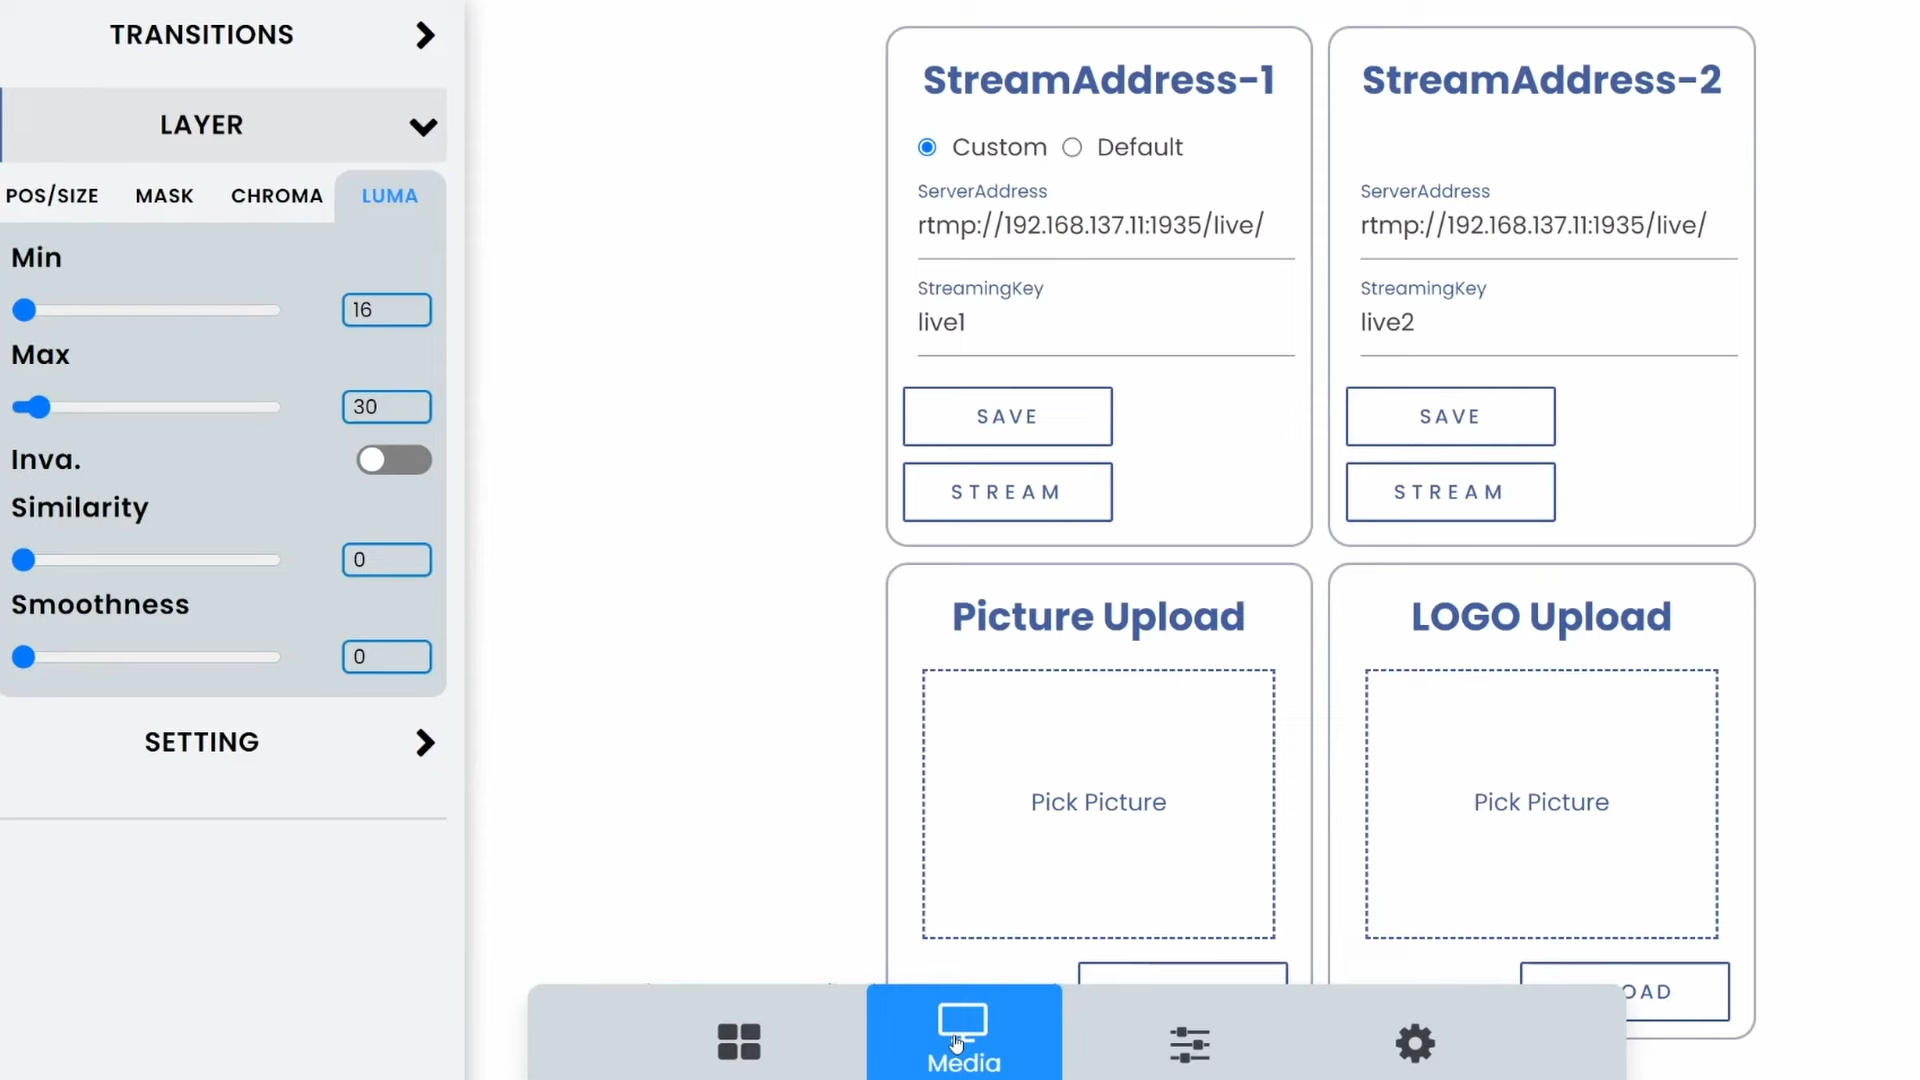 TRANSITIONS
LAYER
POS/SIZE MASK CHROMA LUMA
Min
16
Max
30
Inva.
Similarity
0
Smoothness
0
SETTING
StreamAddress-1
Custom Default
ServerAddress
rtmp://192.168.137.11:1935/live/
StreamingKey
live1
SAVE
STREAM
StreamAddress-2
ServerAddress
rtmp://192.168.137.11:1935/live/
StreamingKey
live2
SAVE
STREAM
Picture Upload
Pick Picture
LOGO Upload
Pick Picture
OAD
Media